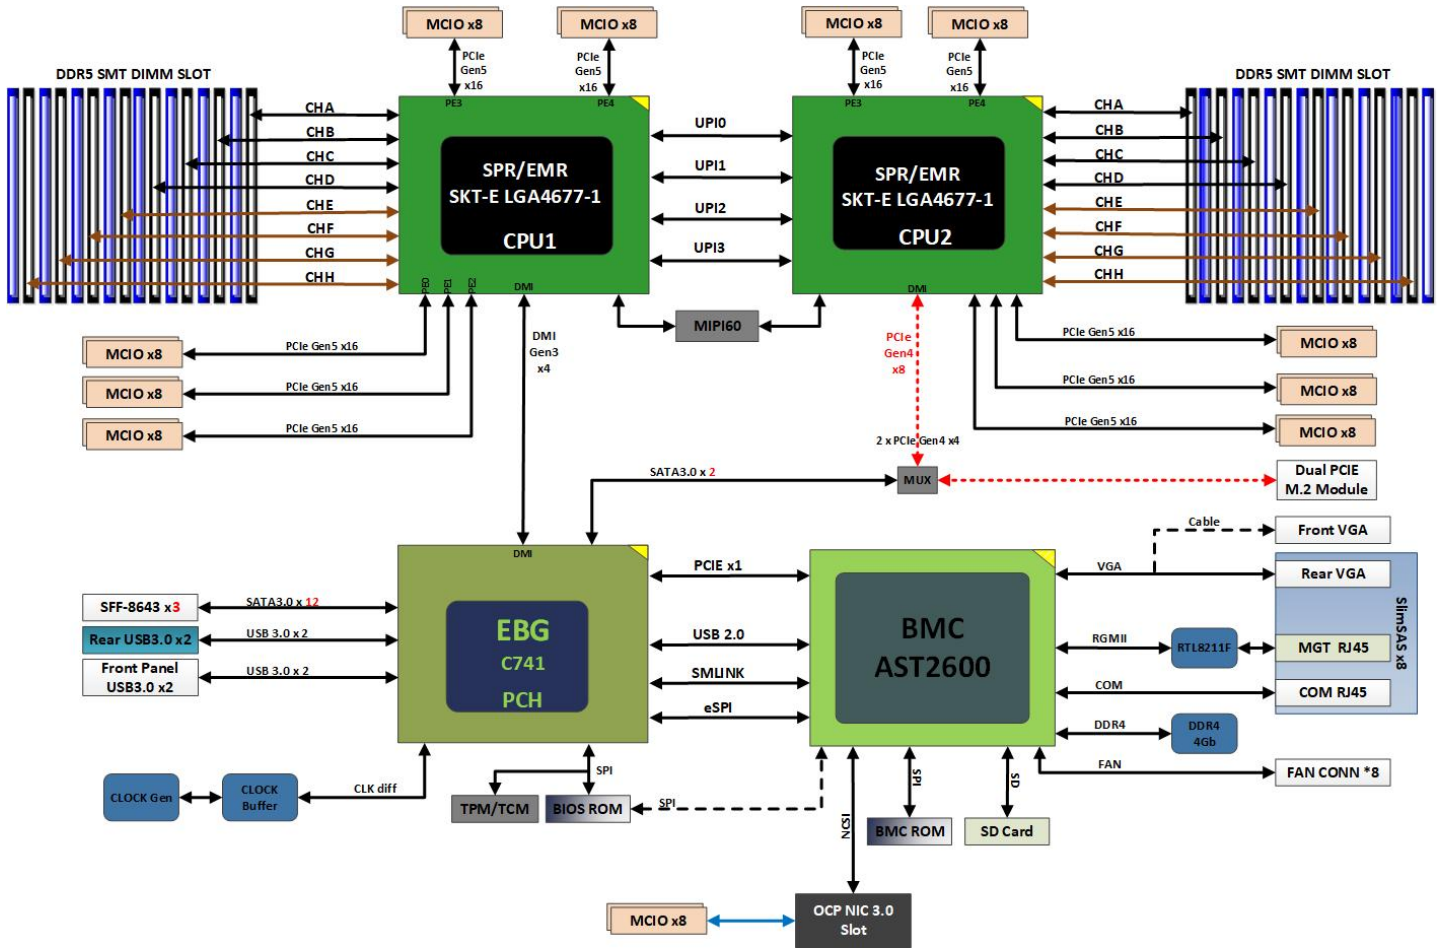 MCIO x8
MCIO x8
MCIO x8
MCIO x8
PCIe
Gen5
x16
PCIe
Gen5
x16
PCIe
Gen5
x16
PCIe
Gen5
x16
DDR5 SMT DIMM SLOT
DDR5 SMT DIMM SLOT
PE3
PE4
PE3
PE4
CHA
CHB
CHC
CHD
CHE
CHF
CHG
CHH
SPR/EMR
SKT-E LGA4677-1
CPU1
UPI0
UPI1
UPI2
UPI3
SPR/EMR
SKT-E LGA4677-1
CPU2
CHA
CHB
CHC
CHD
CHE
CHF
CHG
CHH
PE0
PE1
PE2
DMI
DMI
MIPI60
MCIO x8
PCIe Gen5 x16
MCIO x8
PCIe Gen5 x16
MCIO x8
PCIe Gen5 x16
DMI
Gen3
x4
PCIe
Gen4
x8
PCIe Gen5 x16
MCIO x8
PCIe Gen5 x16
MCIO x8
PCIe Gen5 x16
MCIO x8
2 x PCIe Gen4 x4
SATA3.0 x 2
MUX
Dual PCIE
M.2 Module
Cable
Front VGA
DMI
EBG
C741
PCH
PCIE x1
USB 2.0
SMLINK
eSPI
BMC
AST2600
VGA
Rear VGA
RGMII
RTL8211F
MGT RJ45
COM
COM RJ45
SlimSAS x8
DDR4
DDR4
4Gb
FAN
FAN CONN *8
SFF-8643 x3
SATA3.0 x 12
Rear USB3.0 x2
USB 3.0 x 2
Front Panel
USB3.0 x2
USB 3.0 x 2
CLOCK Gen
CLOCK
Buffer
CLK diff
SPI
TPM/TCM
BIOS ROM
SPI
NCSI
SPI
SD
BMC ROM
SD Card
MCIO x8
OCP NIC 3.0
Slot